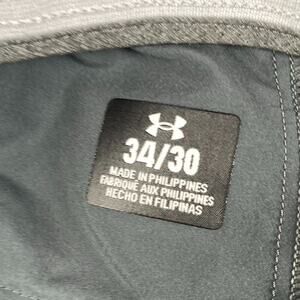 34/30
MADE IN PHILIPPINES
FABRIQUÉ AUX PHILIPPINES
HECHO EN FILIPINAS